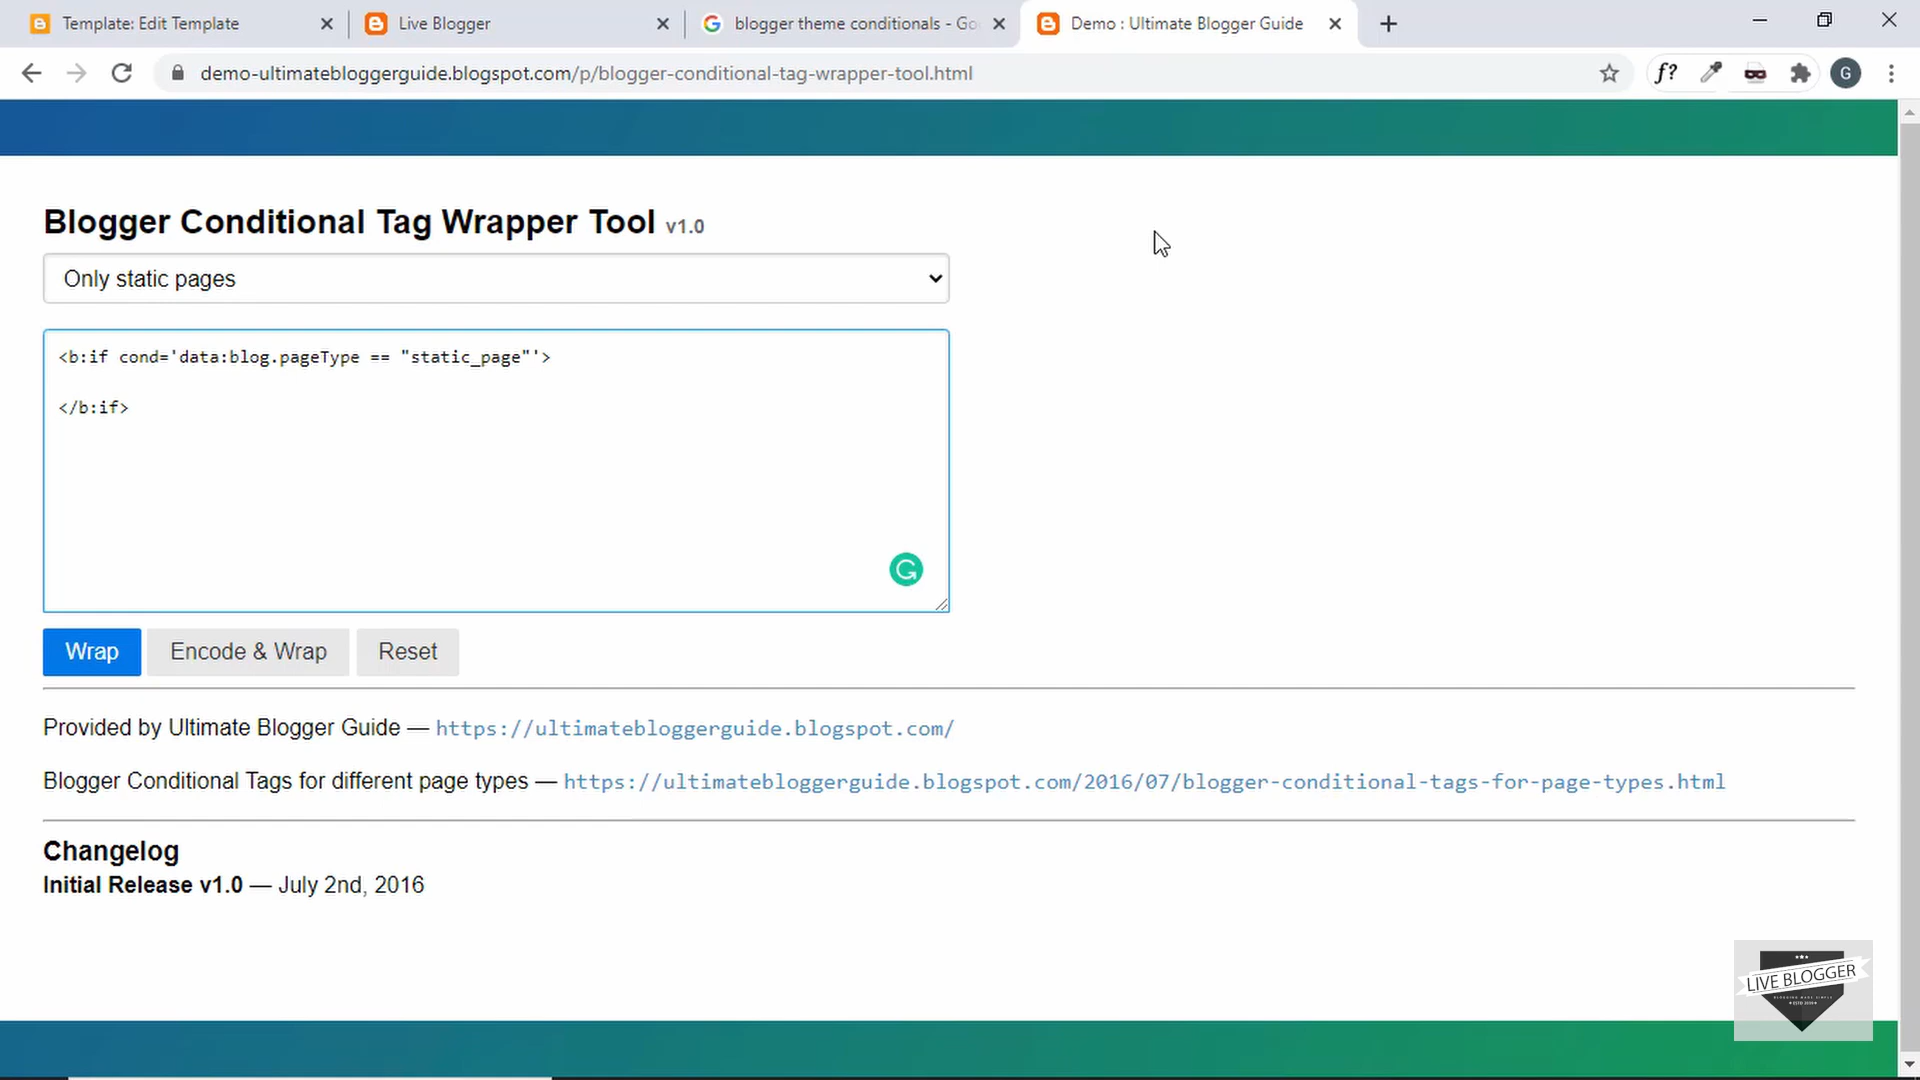 Template: Edit Template
Live Blogger
blogger theme conditionals - Go
Demo : Ultimate Blogger Guide
demo-ultimatebloggerguide.blogspot.com/p/blogger-conditional-tag-wrapper-tool.html
f?
G
Blogger Conditional Tag Wrapper Tool v1.0
Only static pages
<b:if cond='data:blog.pageType == "static_page"'>
</b:if>
Wrap
Encode & Wrap
Reset
Provided by Ultimate Blogger Guide — https://ultimatebloggerguide.blogspot.com/
Blogger Conditional Tags for different page types — https://ultimatebloggerguide.blogspot.com/2016/07/blogger-conditional-tags-for-page-types.html
Changelog
Initial Release v1.0 — July 2nd, 2016
LIVE BLOGGER